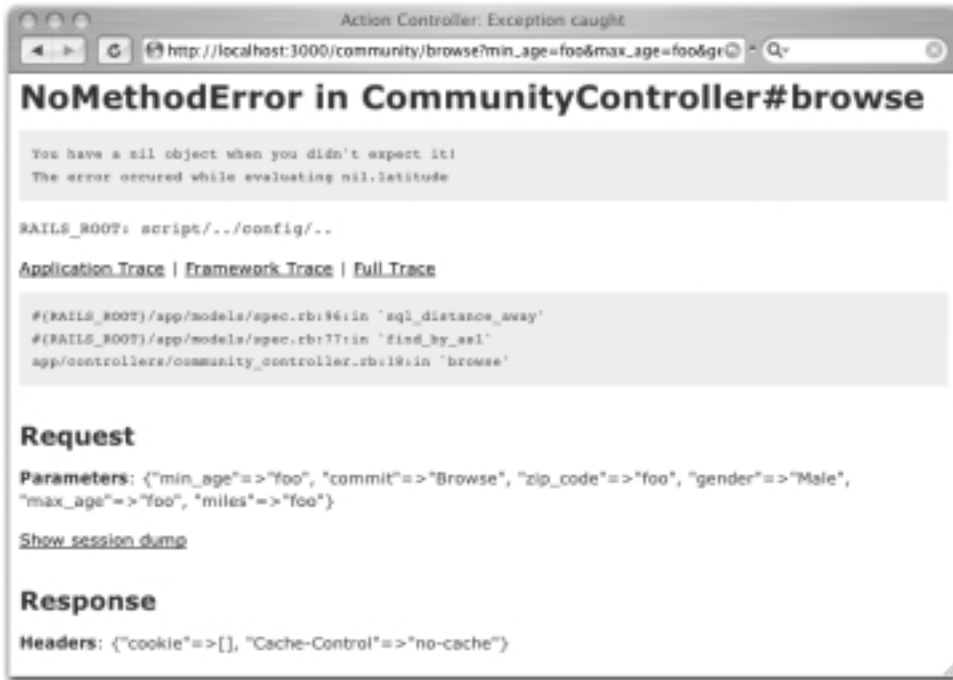 Action Controller: Exception caught
http://localhost:3000/community/browse?min_age=foo&max_age=foo&ge
NoMethodError in CommunityController#browse
You have a nil object when you didn't expect it!
The error occured while evaluating nil.latitude
RAILS_ROOT: script/../config/..
Application Trace | Framework Trace | Full Trace
#{RAILS_ROOT}/app/models/spec.rb:96:in `sql_distance_away'
#{RAILS_ROOT}/app/models/spec.rb:77:in `find_by_asl'
app/controllers/community_controller.rb:18:in `browse'
Request
Parameters: {"min_age"=>"foo", "commit"=>"Browse", "zip_code"=>"foo", "gender"=>"Male",
"max_age"=>"foo", "miles"=>"foo"}
Show session dump
Response
Headers: {"cookie"=>[], "Cache-Control"=>"no-cache"}